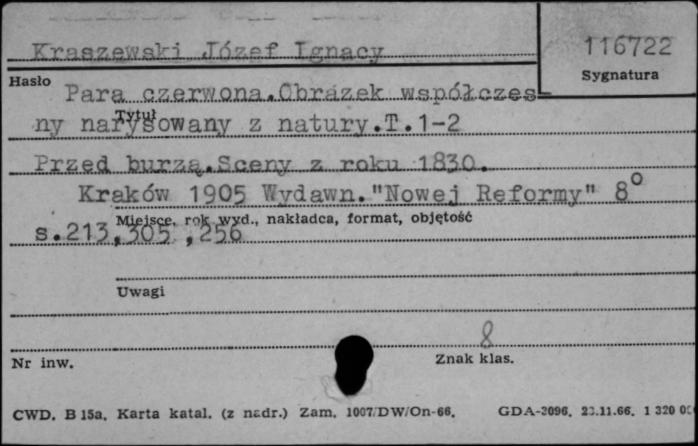 Kraszewski Józef Ignacy
116722
Sygnatura
Hasło
Para czerwona.Obrazek współczes
Tytuł
ny narysowany z natury.T.1-2
Przed burzą.Sceny z roku 1830.
Kraków 1905 Wydawn."Nowej Reformy" 8°
Miejsce, rok wyd., nakładca, format, objętość
s.213,305 ,256
Uwagi
8
Nr inw.
Znak klas.
CWD. B 15a. Karta katal. (z nadr.) Zam. 1007/DW/On-66. GDA-3096. 23.11.66. 1 320